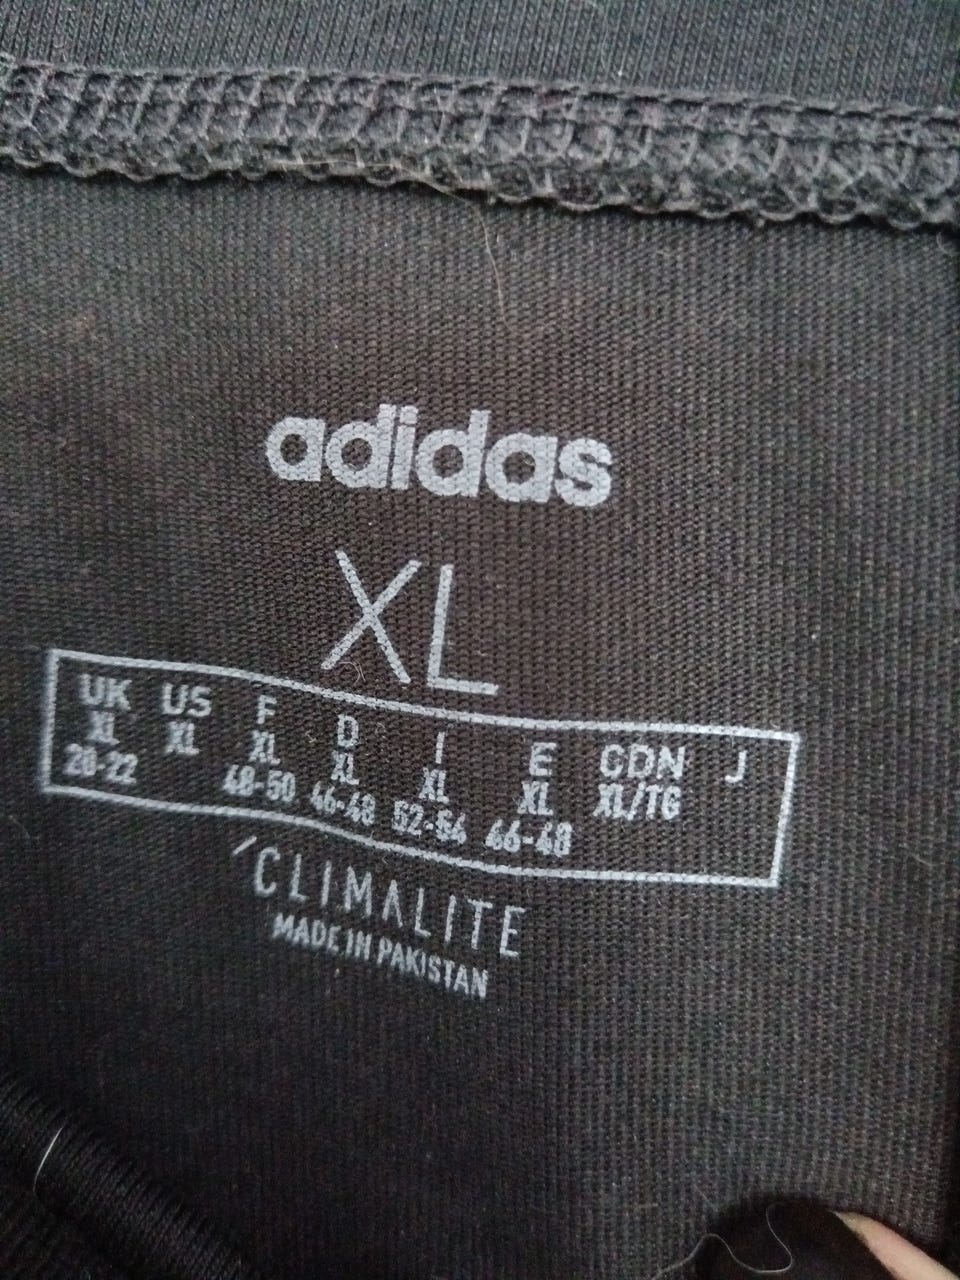 adidas
XL
UK US F D I E CDN J
XL XL XL XL XL XL XL/TG
20-22 48-50 46-48 52-54 46-48
CLIMALITE
MADE IN PAKISTAN